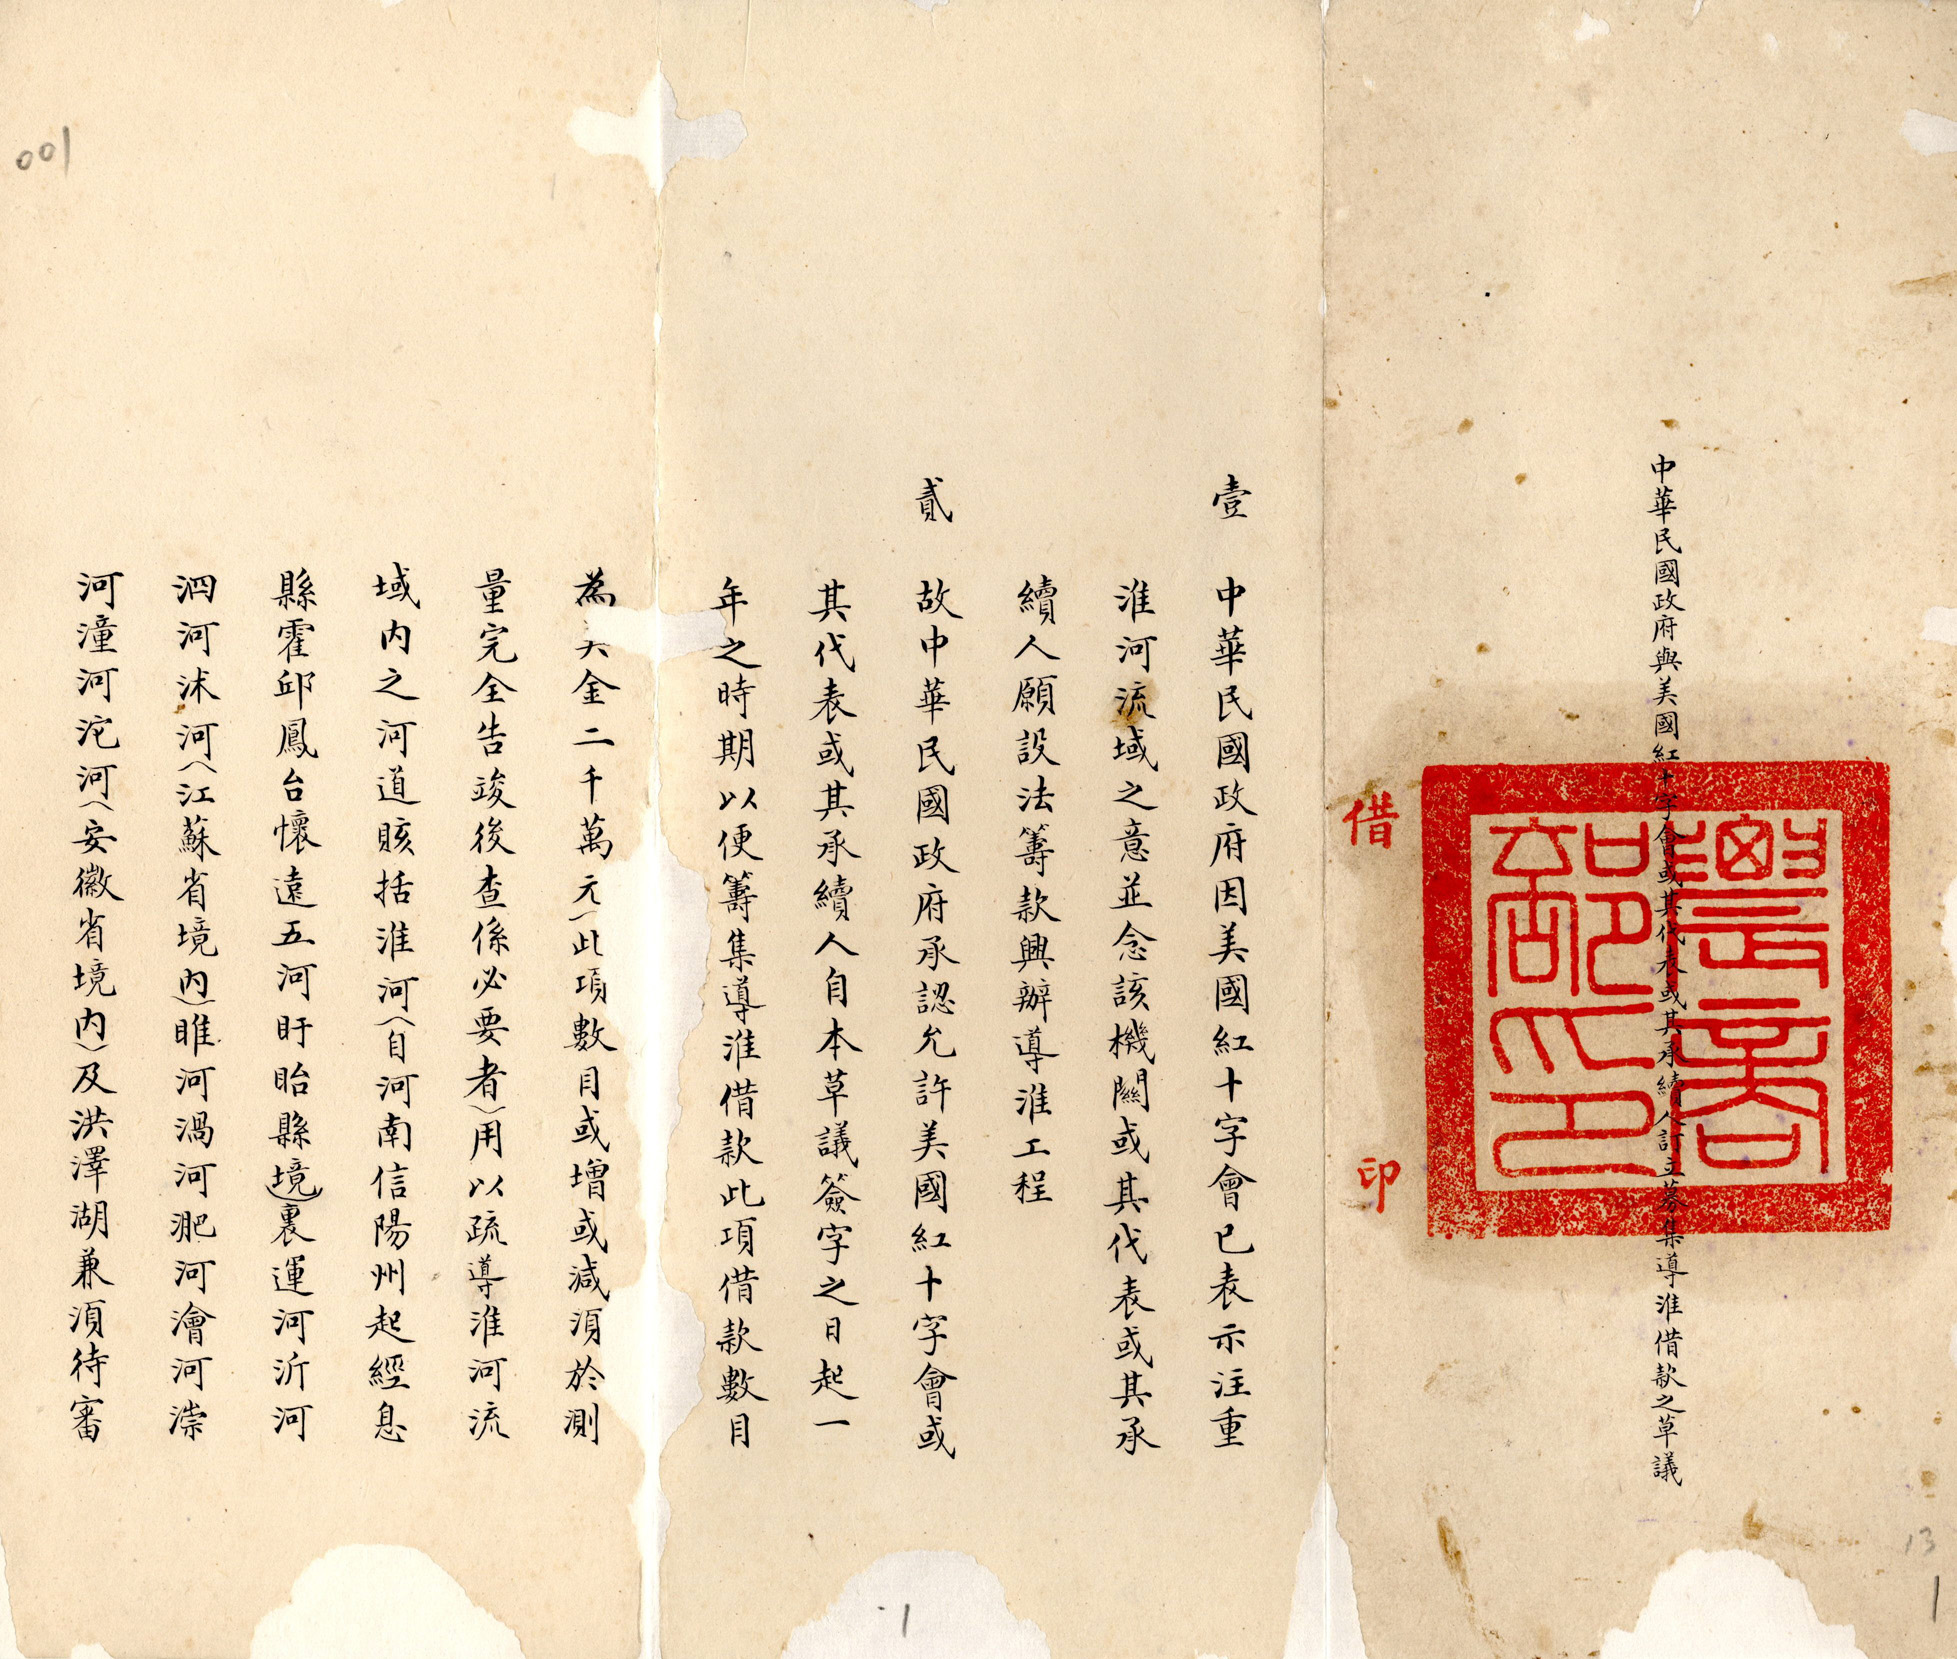 中華民國政府與美國紅十字會或其代表或其承續人訂立募集導淮借款之草議
農商部印
借印
壹 中華民國政府因美國紅十字會已表示注重
淮河流域之意並念該機關或其代表或其承
續人願設法籌款興辦導淮工程
貳 故中華民國政府承認允許美國紅十字會或
其代表或其承續人自本草議簽字之日起一
年之時期以便籌集導淮借款此項借款數目
為美金二千萬元(此項數目或增或減須於測
量完全告竣後查係必要者)用以疏導淮河流
域內之河道賅括淮河(自河南信陽州起經息
縣霍邱鳳台懷遠五河盱眙縣境)裏運河沂河
泗河沭河(江蘇省境內)睢河渦河淝河澮河漴
河潼河沱河(安徽省境內)及洪澤湖兼須待審
001
1
13
1